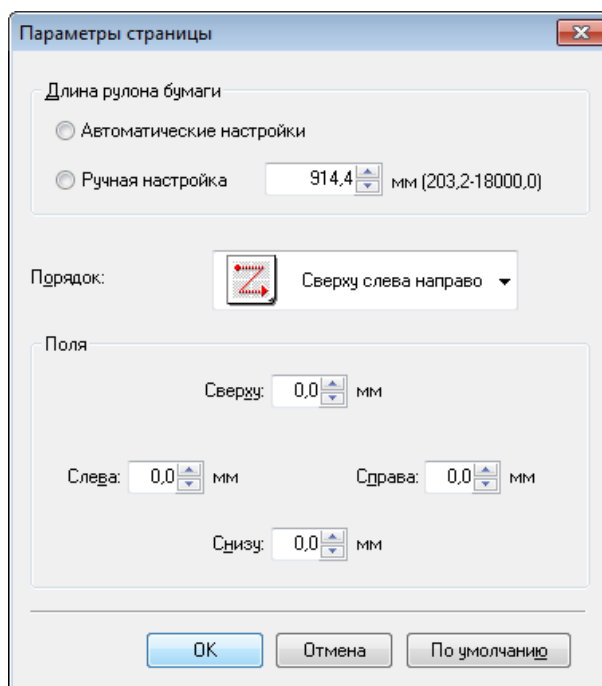 Параметры страницы
Длина рулона бумаги
Автоматические настройки
Ручная настройка 914,4 мм (203,2-18000,0)
Порядок: Сверху слева направо
Поля
Сверху: 0,0 мм
Слева: 0,0 мм Справа: 0,0 мм
Снизу: 0,0 мм
OK Отмена По умолчанию